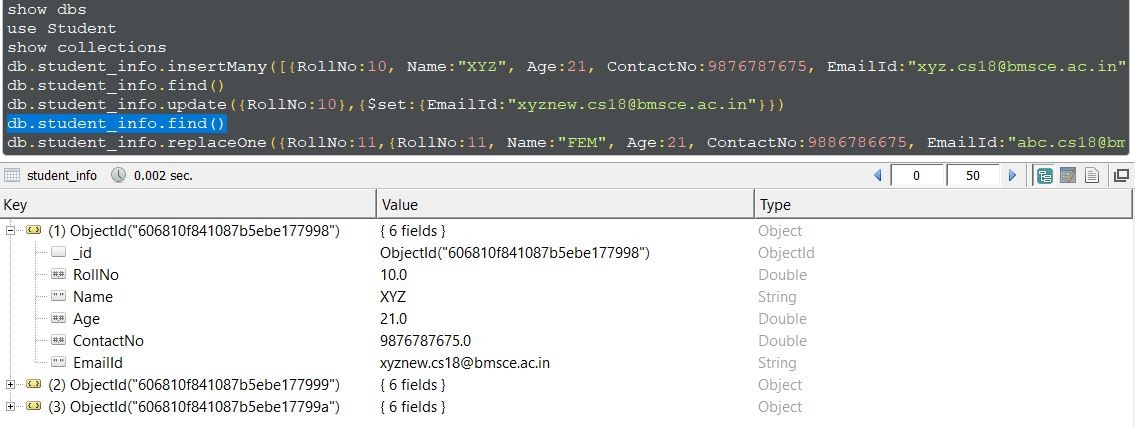 show dbs
use Student
show collections
db.student_info.insertMany([{RollNo:10, Name:"XYZ", Age:21, ContactNo:9876787675, EmailId:"xyz.cs18@bmsce.ac.in"
db.student_info.find()
db.student_info.update({RollNo:10},{$set:{EmailId:"xyznew.cs18@bmsce.ac.in"}})
db.student_info.find()
db.student_info.replaceOne({RollNo:11,{RollNo:11, Name:"FEM", Age:21, ContactNo:9886786675, EmailId:"abc.cs18@bm
student_info 0.002 sec. 0 50
Key Value Type
(1) ObjectId("606810f841087b5ebe177998") { 6 fields } Object
_id ObjectId("606810f841087b5ebe177998") ObjectId
RollNo 10.0 Double
Name XYZ String
Age 21.0 Double
ContactNo 9876787675.0 Double
EmailId xyznew.cs18@bmsce.ac.in String
(2) ObjectId("606810f841087b5ebe177999") { 6 fields } Object
(3) ObjectId("606810f841087b5ebe17799a") { 6 fields } Object